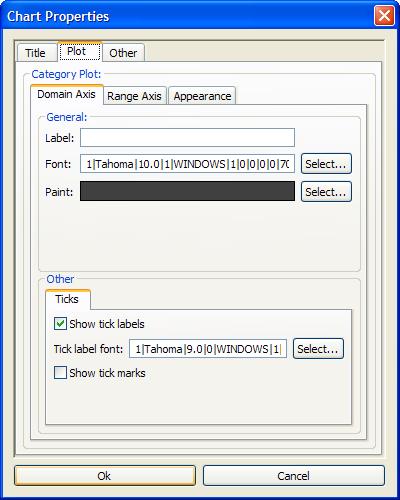 Chart Properties
Title Plot Other
Category Plot:
Domain Axis Range Axis Appearance
General:
Label:
Font: 1|Tahoma|10.0|1|WINDOWS|1|0|0|0|0|70 Select...
Paint: Select...
Other
Ticks
Show tick labels
Tick label font: 1|Tahoma|9.0|0|WINDOWS|1| Select...
Show tick marks
Ok Cancel